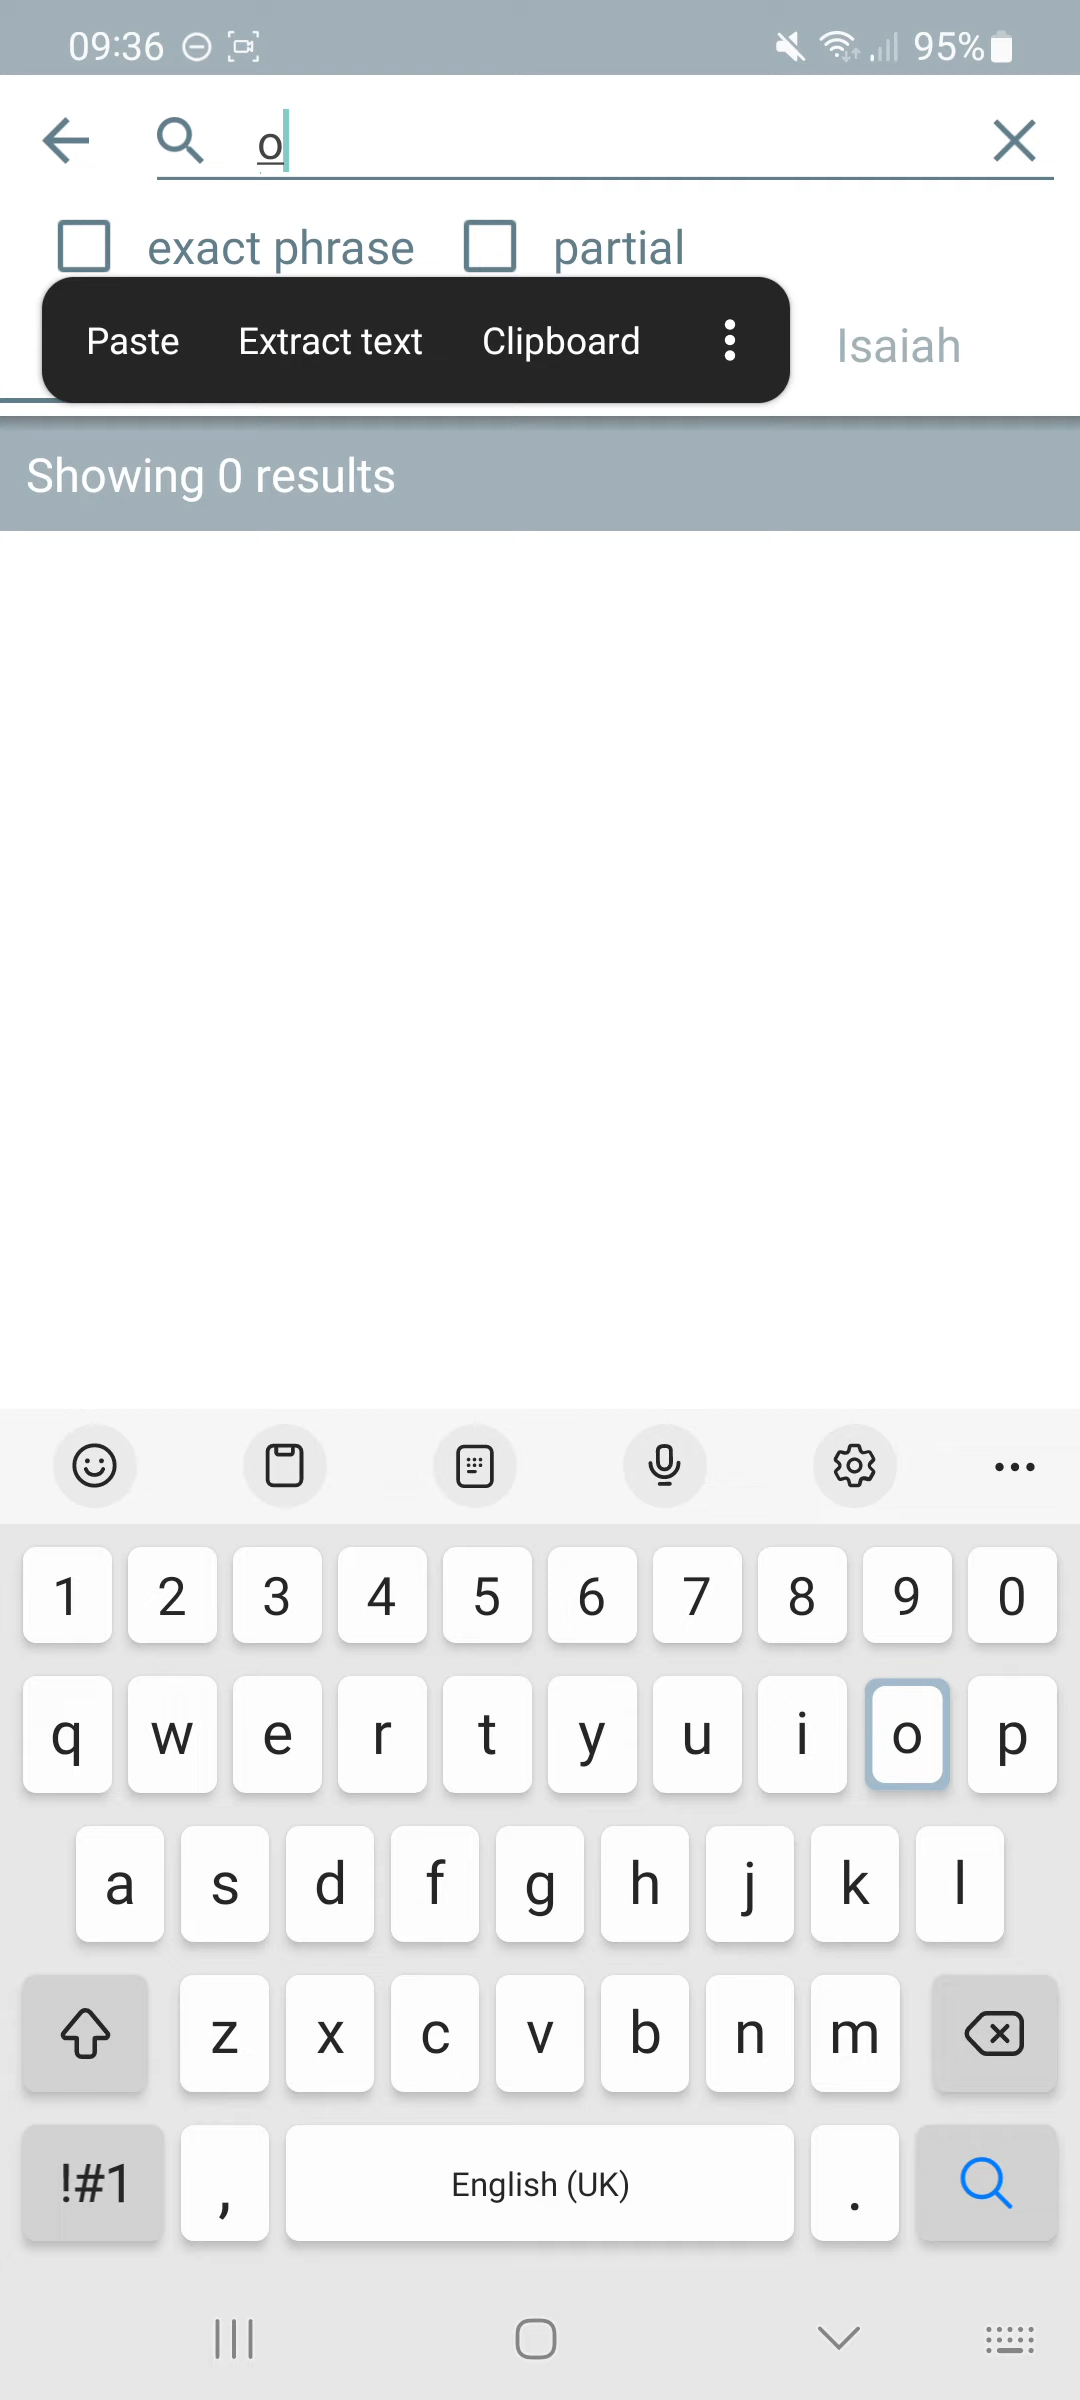 09:36 95%
o
exact phrase partial
Paste Extract text Clipboard Isaiah
Showing 0 results
1 2 3 4 5 6 7 8 9 0
q w e r t y u i o p
a s d f g h j k l
z x c v b n m
!#1 , English (UK) .